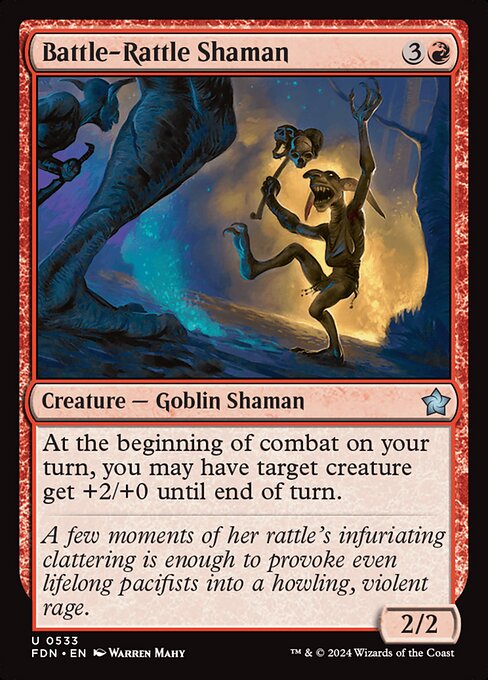 Battle-Rattle Shaman 3
Creature — Goblin Shaman
At the beginning of combat on your
turn, you may have target creature
get +2/+0 until end of turn.
A few moments of her rattle's infuriating
clattering is enough to provoke even
lifelong pacifists into a howling, violent
rage.
2/2
U 0533
FDN • EN Warren Mahy
™ & © 2024 Wizards of the Coast